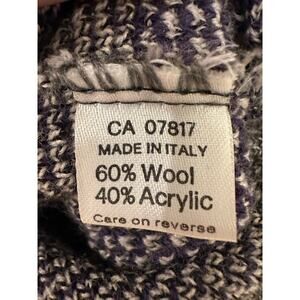 CA 07817
MADE IN ITALY
60% Wool
40% Acrylic
Care on reverse